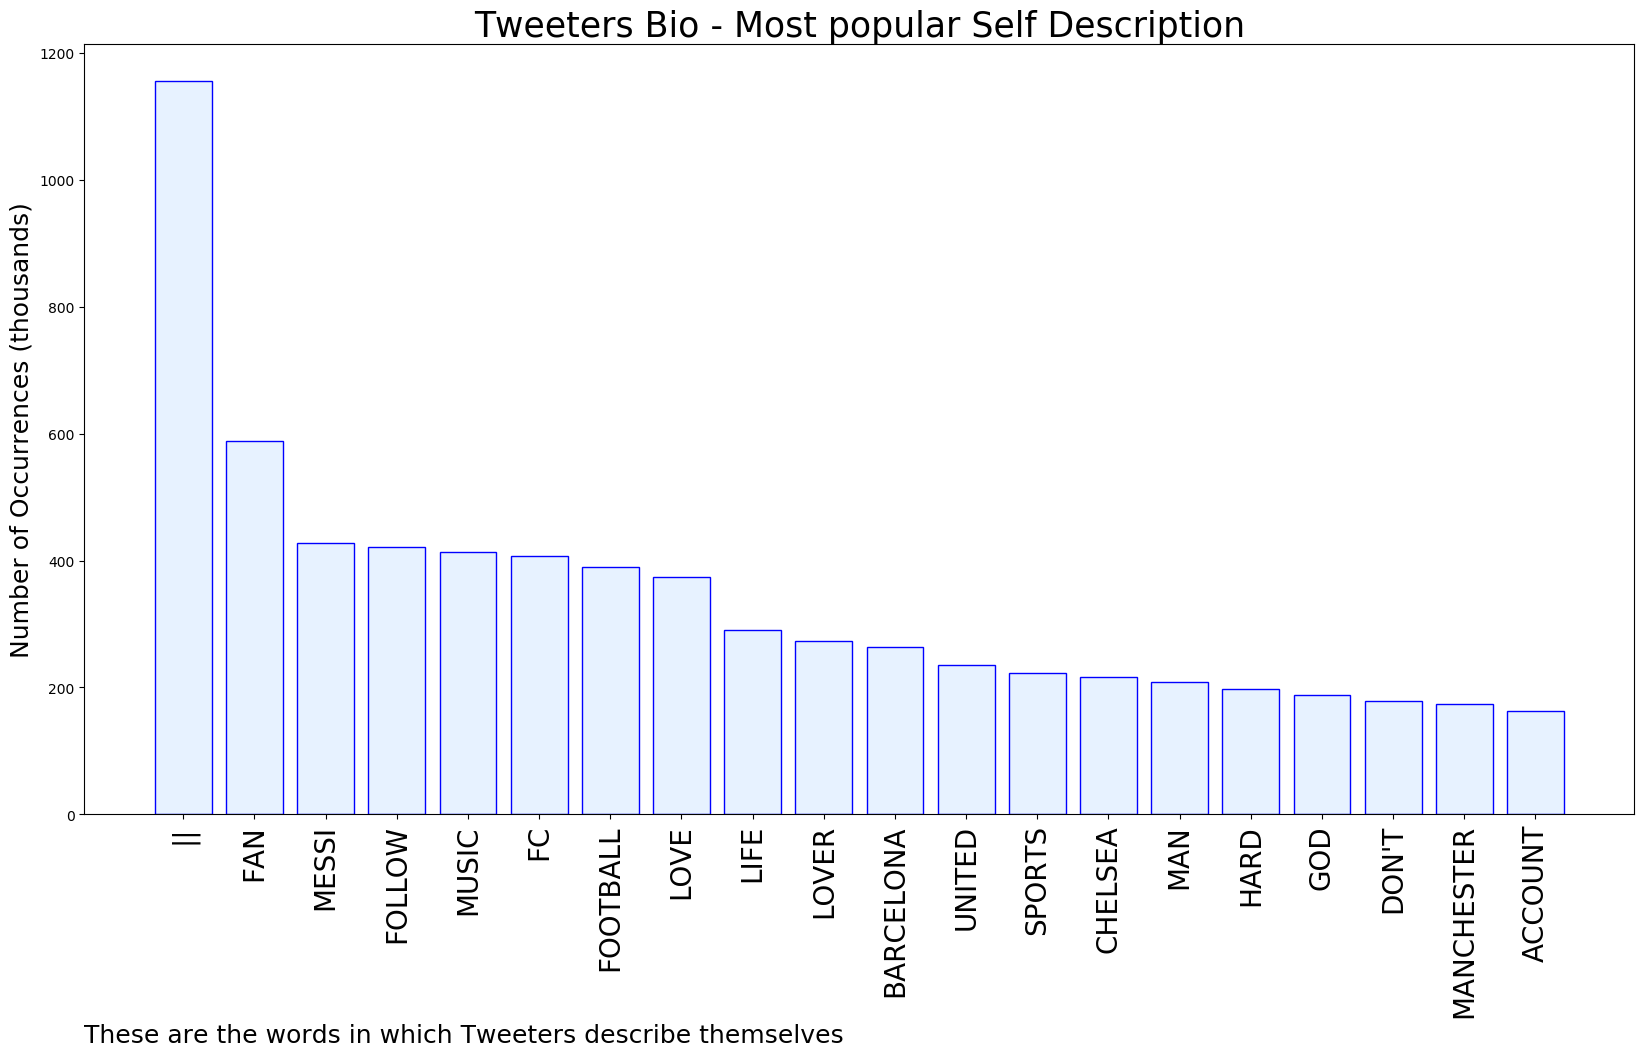 Tweeters Bio - Most popular Self Description
Number of Occurrences (thousands)
1200
1000
800
600
400
200
0
||
FAN
MESSI
FOLLOW
MUSIC
FC
FOOTBALL
LOVE
LIFE
LOVER
BARCELONA
UNITED
SPORTS
CHELSEA
MAN
HARD
GOD
DON'T
MANCHESTER
ACCOUNT
These are the words in which Tweeters describe themselves